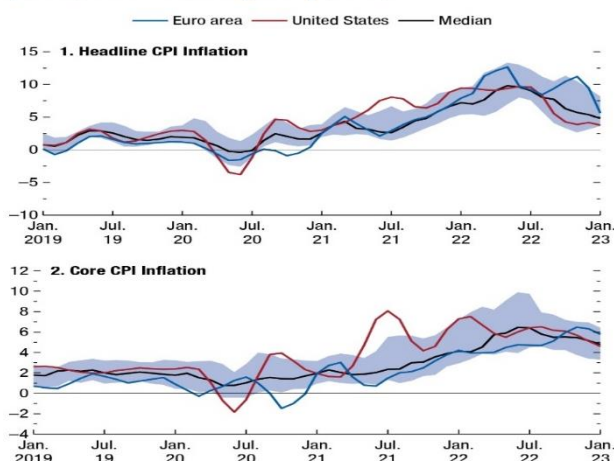 Euro area United States Median
1. Headline CPI Inflation
15
10
5
0
−5
−10
Jan. Jul. Jan. Jul. Jan. Jul. Jan. Jul. Jan.
2019 19 20 20 21 21 22 22 23
2. Core CPI Inflation
12
10
8
6
4
2
0
−2
−4
Jan. Jul. Jan. Jul. Jan. Jul. Jan. Jul. Jan.
2019 19 20 20 21 21 22 22 23